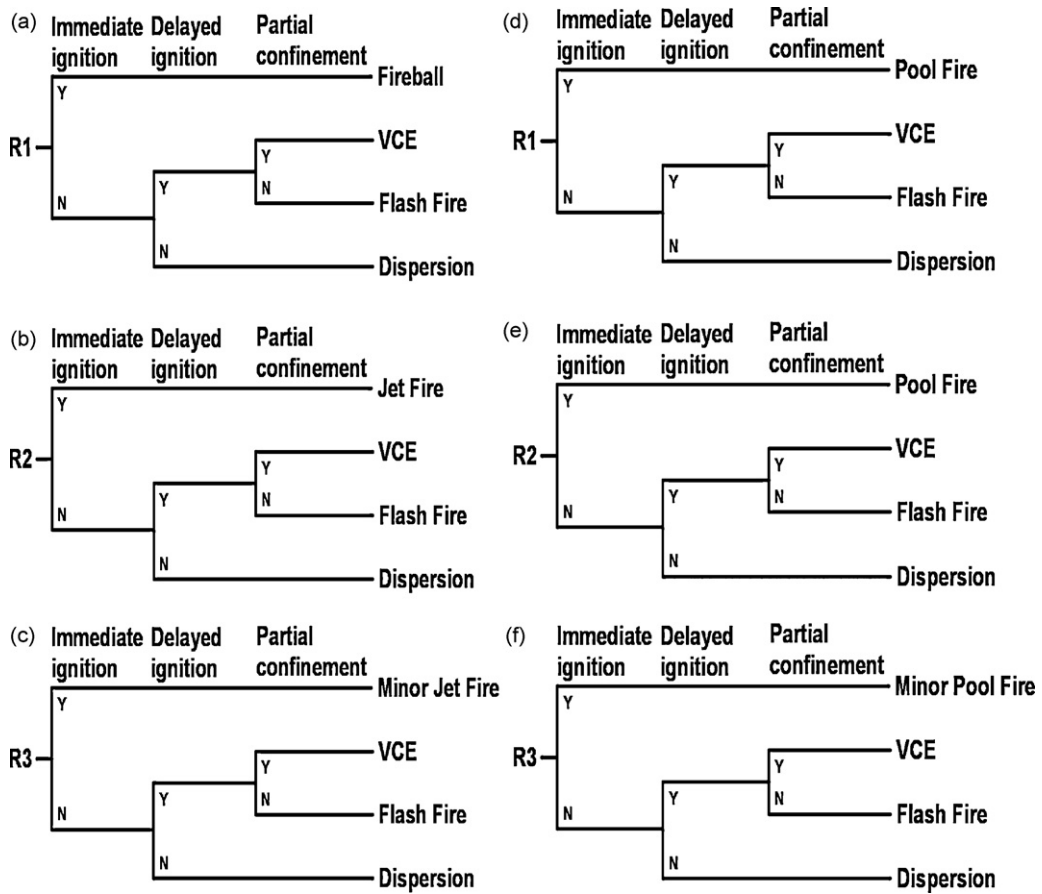 (a) Immediate Delayed Partial
ignition ignition confinement
Fireball
Y
VCE
R1
Y
Y
N
N
Flash Fire
N
Dispersion
(b) Immediate Delayed Partial
ignition ignition confinement
Jet Fire
Y
VCE
R2
Y
Y
N
N
Flash Fire
N
Dispersion
(c) Immediate Delayed Partial
ignition ignition confinement
Minor Jet Fire
Y
VCE
R3
Y
Y
N
N
Flash Fire
N
Dispersion
(d) Immediate Delayed Partial
ignition ignition confinement
Pool Fire
Y
VCE
R1
Y
Y
N
N
Flash Fire
N
Dispersion
(e) Immediate Delayed Partial
ignition ignition confinement
Pool Fire
Y
VCE
R2
Y
Y
N
N
Flash Fire
N
Dispersion
(f) Immediate Delayed Partial
ignition ignition confinement
Minor Pool Fire
Y
VCE
R3
Y
Y
N
N
Flash Fire
N
Dispersion